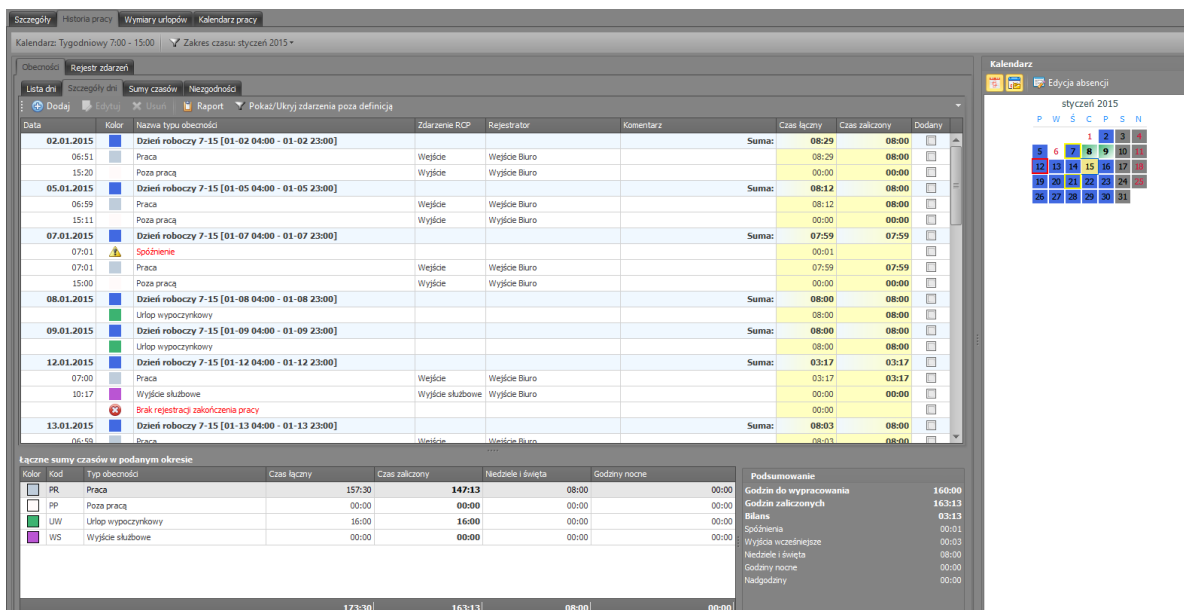 Szczegóły Historia pracy Wymiary urlopów Kalendarz pracy
Kalendarz: Tygodniowy 7:00 - 15:00 Zakres czasu: styczeń 2015
Obecności Rejestr zdarzeń
Lista dni Szczegóły dni Sumy czasów Niezgodności
Dodaj Edytuj Usuń Raport Pokaż/Ukryj zdarzenia poza definicją
Data Kolor Nazwa typu obecności Zdarzenie RCP Rejestrator Komentarz Czas łączny Czas zaliczony Dodany
02.01.2015 Dzień roboczy 7-15 [01-02 04:00 - 01-02 23:00] Suma: 08:29 08:00
06:51 Praca Wejście Wejście Biuro 08:29 08:00
15:20 Poza pracą Wyjście Wyjście Biuro 00:00 00:00
05.01.2015 Dzień roboczy 7-15 [01-05 04:00 - 01-05 23:00] Suma: 08:12 08:00
06:59 Praca Wejście Wejście Biuro 08:12 08:00
15:11 Poza pracą Wyjście Wyjście Biuro 00:00 00:00
07.01.2015 Dzień roboczy 7-15 [01-07 04:00 - 01-07 23:00] Suma: 07:59 07:59
07:01 Spóźnienie 00:01
07:01 Praca Wejście Wejście Biuro 07:59 07:59
15:00 Poza pracą Wyjście Wyjście Biuro 00:00 00:00
08.01.2015 Dzień roboczy 7-15 [01-08 04:00 - 01-08 23:00] Suma: 08:00 08:00
Urlop wypoczynkowy 08:00 08:00
09.01.2015 Dzień roboczy 7-15 [01-09 04:00 - 01-09 23:00] Suma: 08:00 08:00
Urlop wypoczynkowy 08:00 08:00
12.01.2015 Dzień roboczy 7-15 [01-12 04:00 - 01-12 23:00] Suma: 03:17 03:17
07:00 Praca Wejście Wejście Biuro 03:17 03:17
10:17 Wyjście służbowe Wyjście służbowe Wyjście Biuro 00:00 00:00
Brak rejestracji zakończenia pracy 00:00
13.01.2015 Dzień roboczy 7-15 [01-13 04:00 - 01-13 23:00] Suma: 08:03 08:00
06:59 Praca Wejście Wejście Biuro 08:03 08:00
Łączne sumy czasów w podanym okresie
Kolor Kod Typ obecności Czas łączny Czas zaliczony Niedziele i święta Godziny nocne
PR Praca 157:30 147:13 08:00 00:00
PP Poza pracą 00:00 00:00 00:00 00:00
UW Urlop wypoczynkowy 16:00 16:00 00:00 00:00
WS Wyjście służbowe 00:00 00:00 00:00 00:00
173:30 163:13 08:00 00:00
Podsumowanie
Godzin do wypracowania 160:00
Godzin zaliczonych 163:13
Bilans 03:13
Spóźnienia 00:01
Wyjścia wcześniejsze 00:03
Niedziele i święta 08:00
Godziny nocne 00:00
Nadgodziny 00:00
Kalendarz
Edycja absencji
styczeń 2015
P W Ś C P S N
1 2 3 4
5 6 7 8 9 10 11
12 13 14 15 16 17 18
19 20 21 22 23 24 25
26 27 28 29 30 31